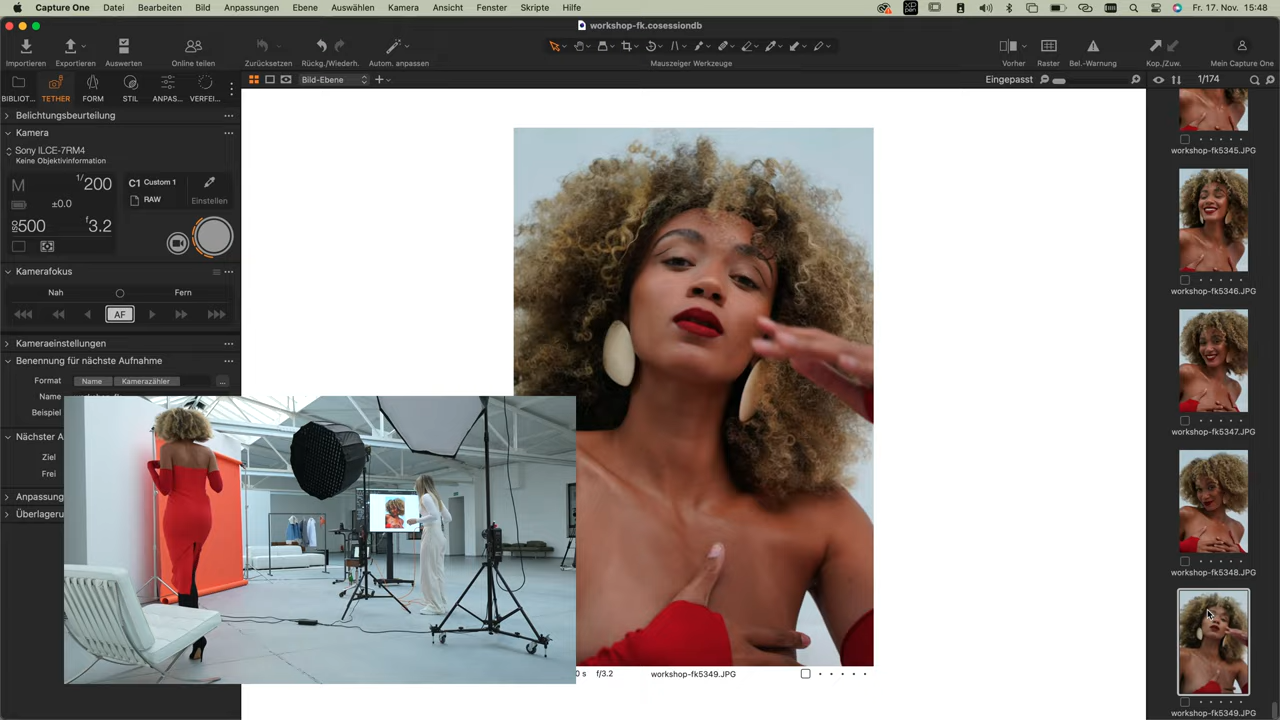 Capture One Datei Bearbeiten Bild Anpassungen Ebene Auswählen Kamera Ansicht Fenster Skripte Hilfe XP PEN Fr. 17. Nov. 15:48
workshop-fk.cosessiondb
Importieren Exportieren Auswerten Online teilen Zurücksetzen Rückg./Wiederh. Autom. anpassen Mauszeiger Werkzeuge Vorher Raster Bel.-Warnung Kop./Zuw. Mein Capture One
Bild-Ebene Eingepasst 1/174
BIBLIOT... TETHER FORM STIL ANPAS... VERFEI...
Belichtungsbeurteilung
Kamera
Sony ILCE-7RM4
Keine Objektivinformation
M 1/200 C1 Custom 1
±0.0 RAW Einstellen
ISO500 f3.2
Kamerafokus
Nah Fern
AF
Kameraeinstellungen
Benennung für nächste Aufnahme
Format Name Kamerazähler ...
Name
Beispiel
Nächster A
Ziel
Frei
Anpassung
Überlageru
0 s f/3.2 workshop-fk5349.JPG
workshop-fk5345.JPG
workshop-fk5346.JPG
workshop-fk5347.JPG
workshop-fk5348.JPG
workshop-fk5349.JPG